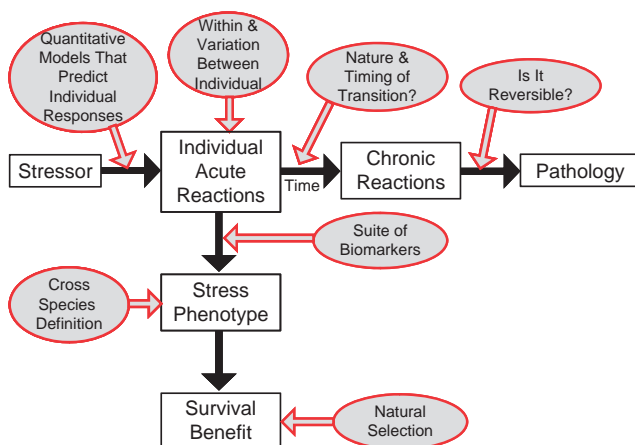 Quantitative
Models That
Predict
Individual
Responses
Within &
Variation
Between
Individual
Nature &
Timing of
Transition?
Is It
Reversible?
Stressor
Individual
Acute
Reactions
Time
Chronic
Reactions
Pathology
Suite of
Biomarkers
Cross
Species
Definition
Stress
Phenotype
Survival
Benefit
Natural
Selection